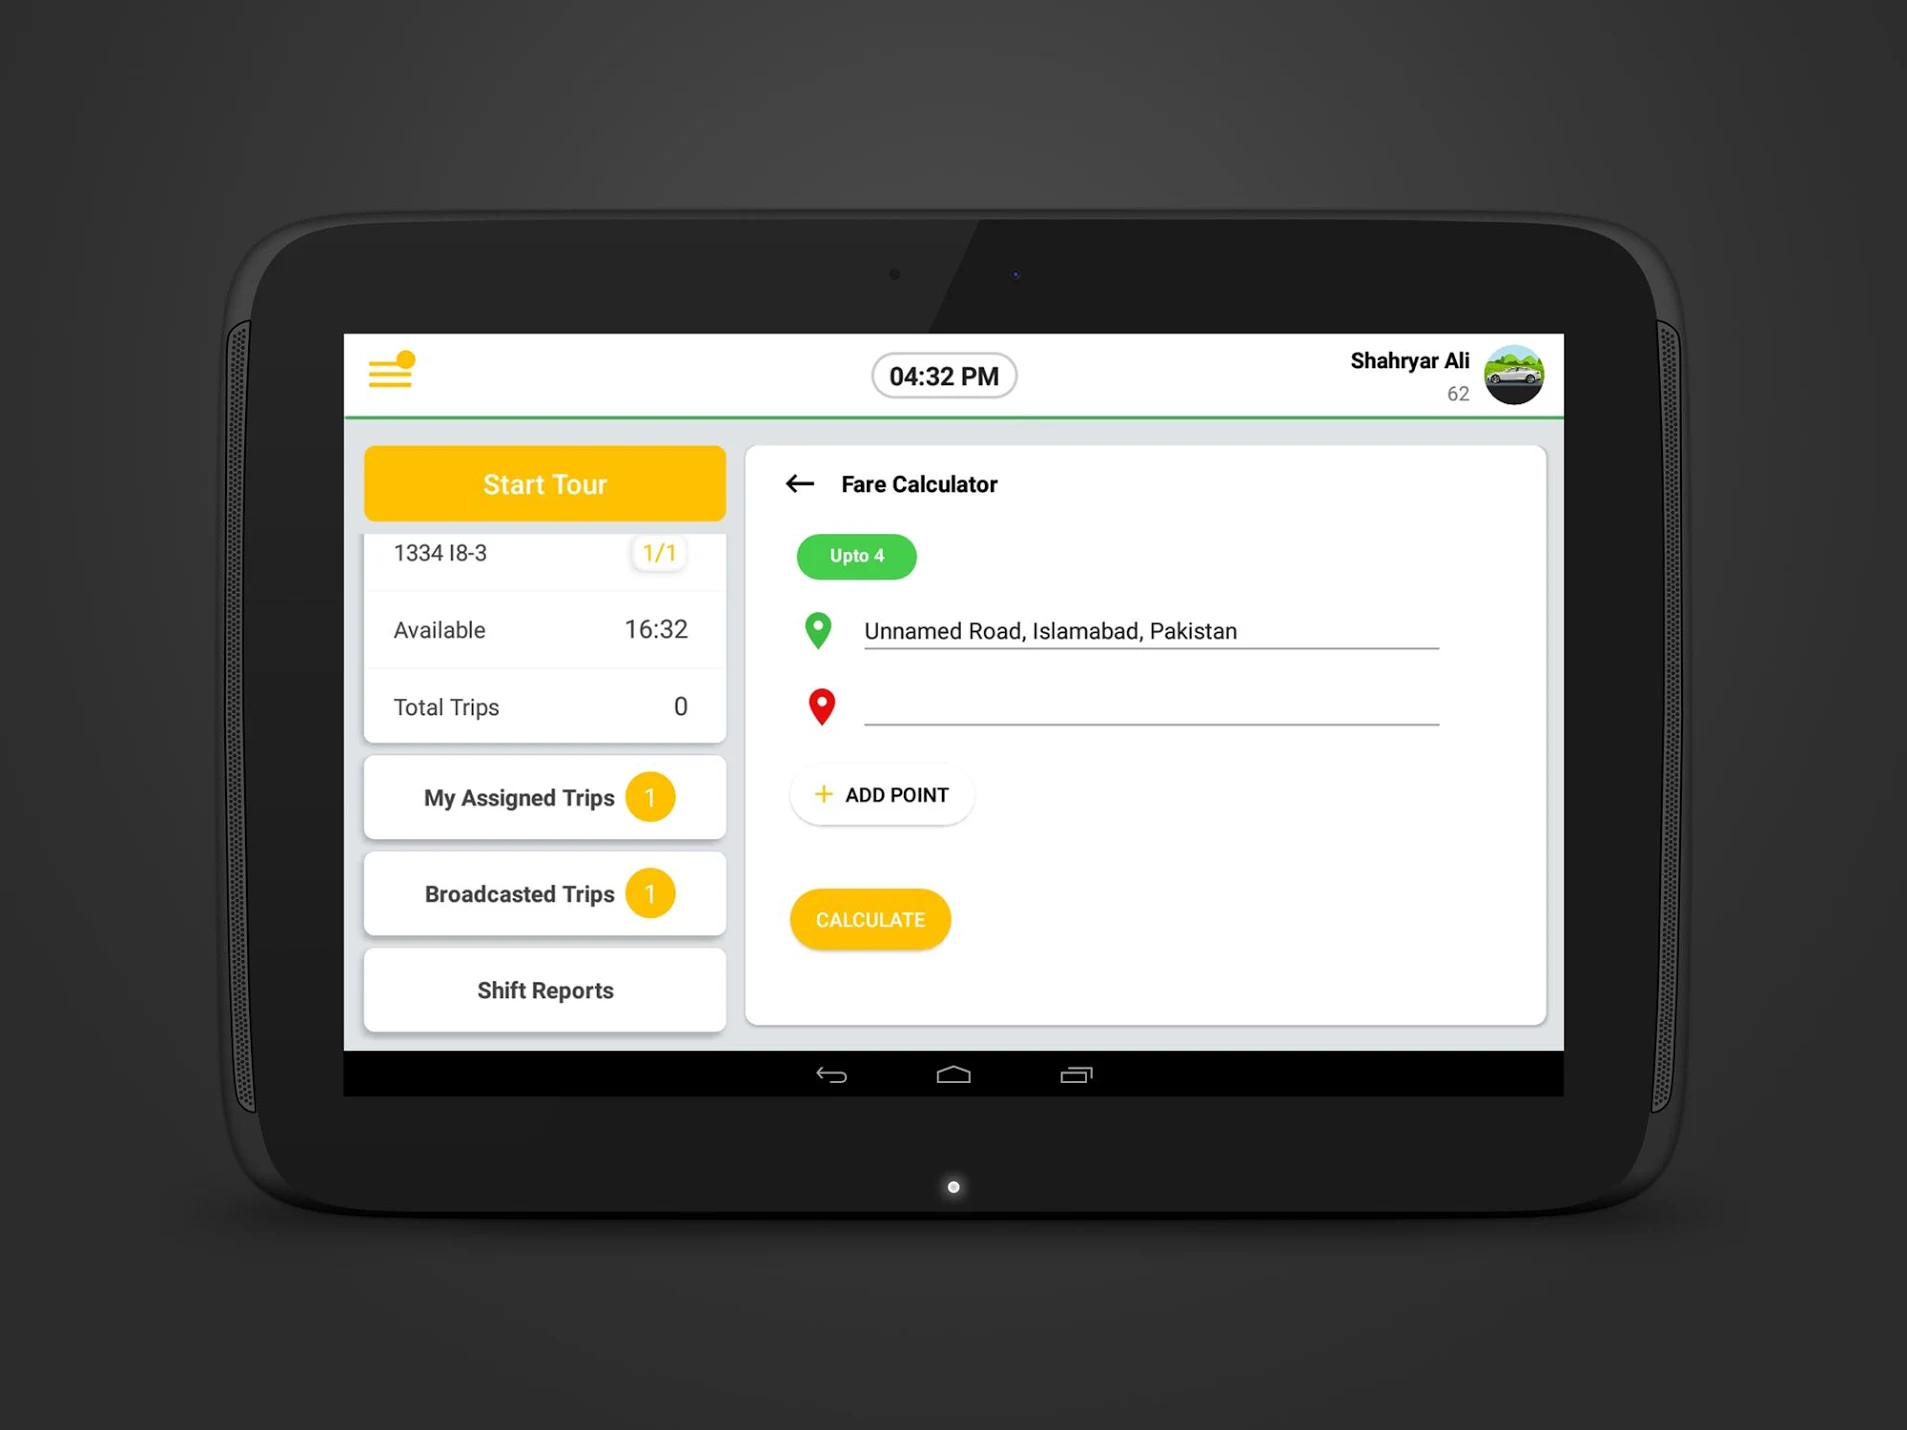 04:32 PM
Shahryar Ali
62
Start Tour
1334 I8-3
1/1
Available
16:32
Total Trips
0
My Assigned Trips
1
Broadcasted Trips
1
Shift Reports
Fare Calculator
Upto 4
Unnamed Road, Islamabad, Pakistan
+ ADD POINT
CALCULATE